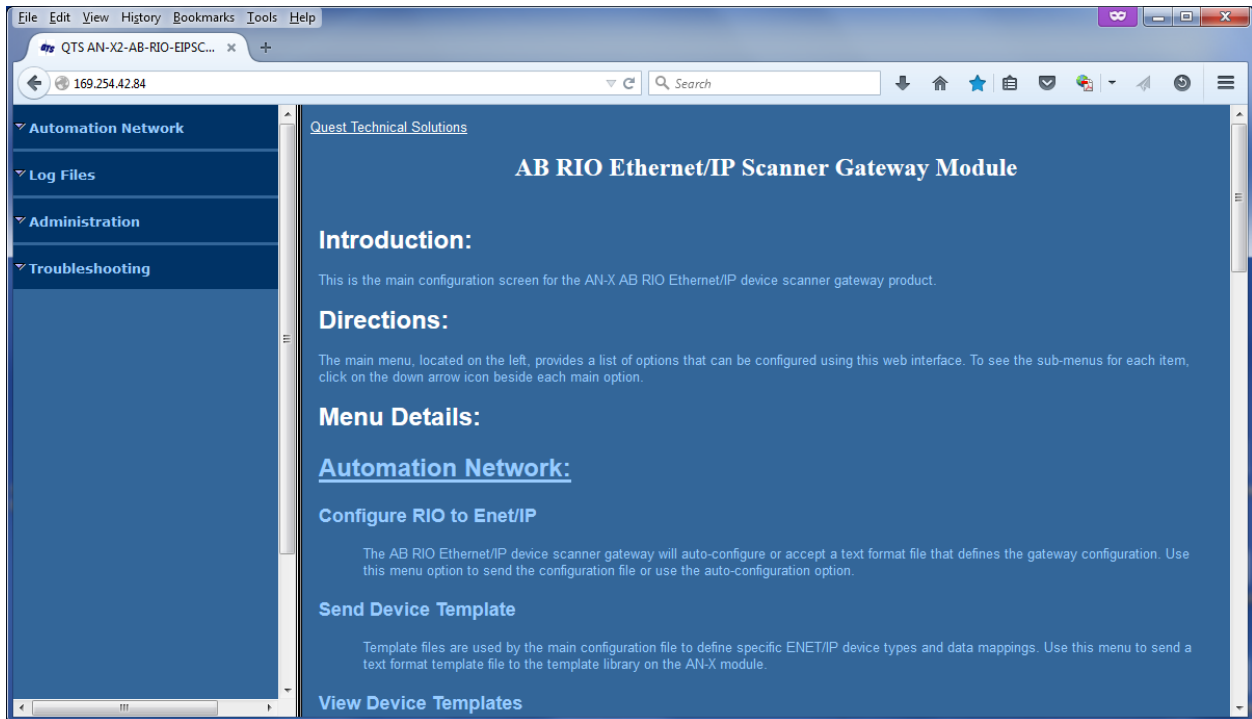 File Edit View History Bookmarks Tools Help
QTS AN-X2-AB-RIO-EIPSC...
169.254.42.84
Search
Automation Network
Log Files
Administration
Troubleshooting
Quest Technical Solutions
AB RIO Ethernet/IP Scanner Gateway Module
Introduction:
This is the main configuration screen for the AN-X AB RIO Ethernet/IP device scanner gateway product.
Directions:
The main menu, located on the left, provides a list of options that can be configured using this web interface. To see the sub-menus for each item,
click on the down arrow icon beside each main option.
Menu Details:
Automation Network:
Configure RIO to Enet/IP
The AB RIO Ethernet/IP device scanner gateway will auto-configure or accept a text format file that defines the gateway configuration. Use
this menu option to send the configuration file or use the auto-configuration option.
Send Device Template
Template files are used by the main configuration file to define specific ENET/IP device types and data mappings. Use this menu to send a
text format template file to the template library on the AN-X module.
View Device Templates